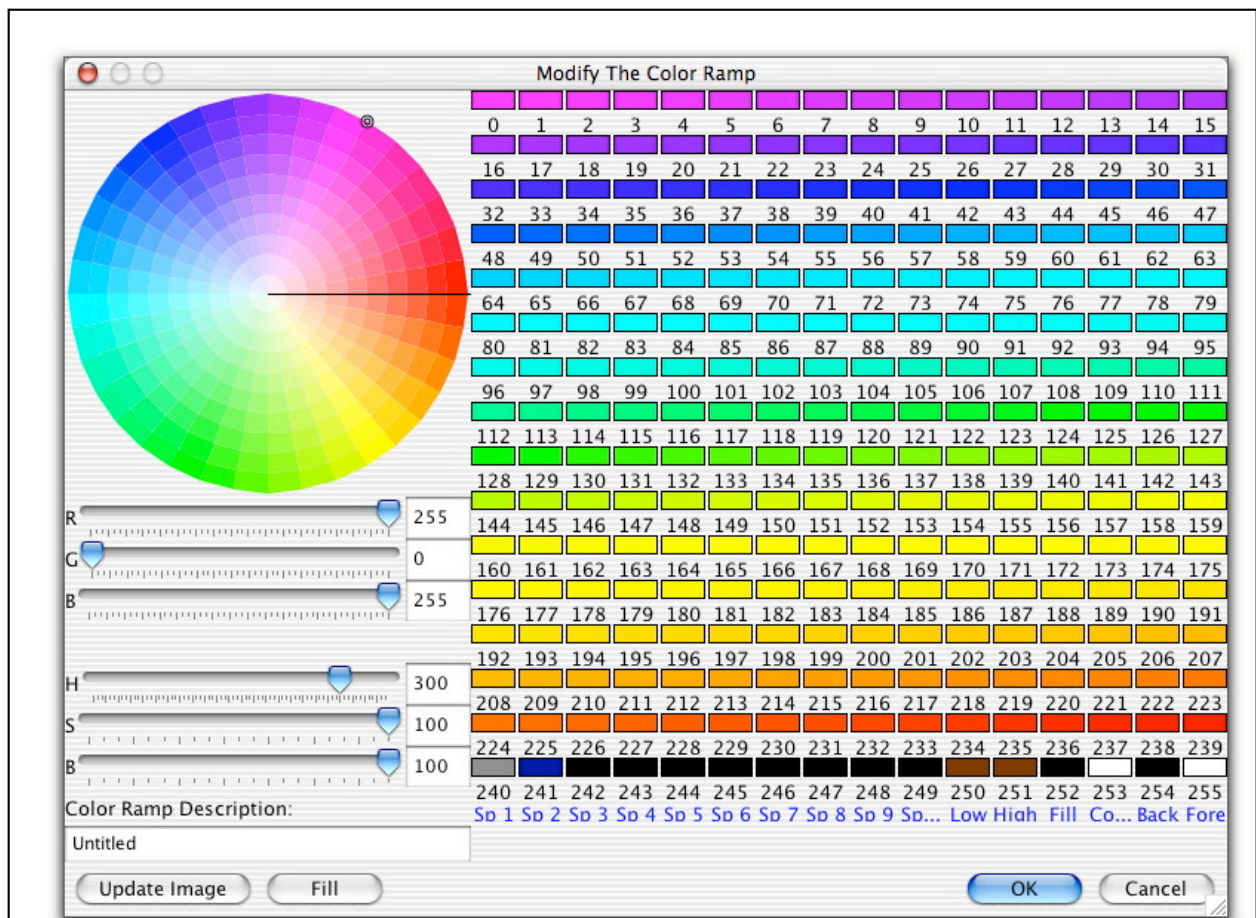 Modify The Color Ramp
0 1 2 3 4 5 6 7 8 9 10 11 12 13 14 15
16 17 18 19 20 21 22 23 24 25 26 27 28 29 30 31
32 33 34 35 36 37 38 39 40 41 42 43 44 45 46 47
48 49 50 51 52 53 54 55 56 57 58 59 60 61 62 63
64 65 66 67 68 69 70 71 72 73 74 75 76 77 78 79
80 81 82 83 84 85 86 87 88 89 90 91 92 93 94 95
96 97 98 99 100 101 102 103 104 105 106 107 108 109 110 111
112 113 114 115 116 117 118 119 120 121 122 123 124 125 126 127
128 129 130 131 132 133 134 135 136 137 138 139 140 141 142 143
144 145 146 147 148 149 150 151 152 153 154 155 156 157 158 159
160 161 162 163 164 165 166 167 168 169 170 171 172 173 174 175
176 177 178 179 180 181 182 183 184 185 186 187 188 189 190 191
192 193 194 195 196 197 198 199 200 201 202 203 204 205 206 207
208 209 210 211 212 213 214 215 216 217 218 219 220 221 222 223
224 225 226 227 228 229 230 231 232 233 234 235 236 237 238 239
240 241 242 243 244 245 246 247 248 249 250 251 252 253 254 255
Sp 1 Sp 2 Sp 3 Sp 4 Sp 5 Sp 6 Sp 7 Sp 8 Sp 9 Sp... Low High Fill Co... Back Fore
R 255
G 0
B 255
H 300
S 100
B 100
Color Ramp Description:
Untitled
Update Image Fill OK Cancel